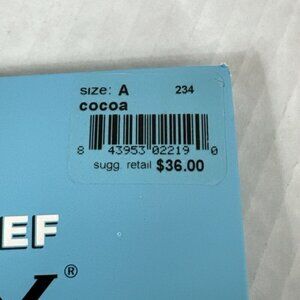 size: A 234
cocoa
8 43953 02219 0
sugg. retail $36.00
EF
®